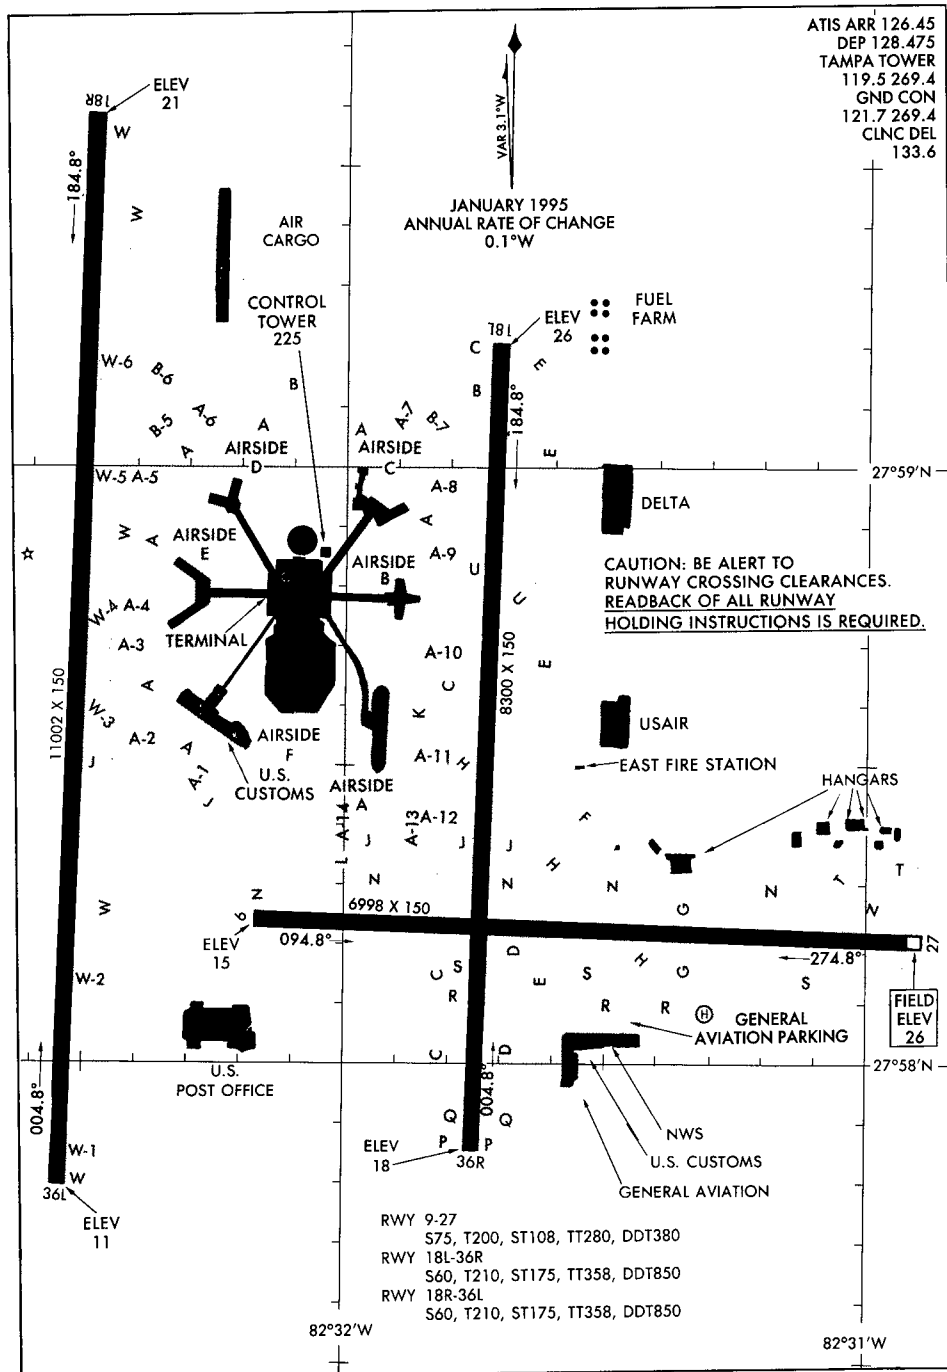 ATIS ARR 126.45
DEP 128.475
TAMPA TOWER
119.5 269.4
GND CON
121.7 269.4
CLNC DEL
133.6
VAR 3.1°W
JANUARY 1995
ANNUAL RATE OF CHANGE
0.1°W
18R
ELEV
21
W
184.8°
W
AIR
CARGO
CONTROL
TOWER
225
FUEL
FARM
18L
ELEV
26
C
E
B
184.8°
W-6
B-6
B
A-6
B-5
A
A
A
A-7
B-7
E
AIRSIDE
D
AIRSIDE
C
27°59'N
W-5
A-5
A-8
DELTA
W
A
AIRSIDE
E
A
A-9
AIRSIDE
B
U
U
CAUTION: BE ALERT TO
RUNWAY CROSSING CLEARANCES.
READBACK OF ALL RUNWAY
HOLDING INSTRUCTIONS IS REQUIRED.
W-4
A-4
A-3
TERMINAL
A-10
E
11002 X 150
8300 X 150
A
C
W-3
K
A-2
A
AIRSIDE
F
U.S.
CUSTOMS
USAIR
J
A-1
J
A-11
H
EAST FIRE STATION
HANGARS
AIRSIDE
A
A-14
J
A-13
A-12
J
J
F
L
H
T
T
N
N
N
N
G
N
N
W
9
6998 X 150
ELEV
15
094.8°
274.8°
27
D
H
G
G
W-2
C
S
R
E
S
S
R
R
H
GENERAL
AVIATION PARKING
FIELD
ELEV
26
U.S.
POST OFFICE
C
D
27°58'N
004.8°
004.8°
Q
Q
NWS
W-1
W
36L
ELEV
11
ELEV
18
P
P
36R
U.S. CUSTOMS
GENERAL AVIATION
RWY 9-27
S75, T200, ST108, TT280, DDT380
RWY 18L-36R
S60, T210, ST175, TT358, DDT850
RWY 18R-36L
S60, T210, ST175, TT358, DDT850
82°32'W
82°31'W